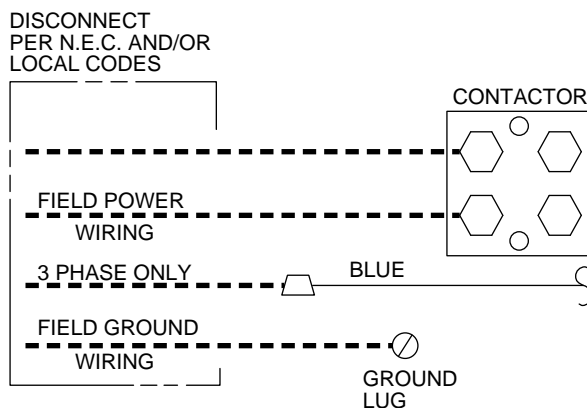 DISCONNECT
PER N.E.C. AND/OR
LOCAL CODES
CONTACTOR
FIELD POWER
WIRING
3 PHASE ONLY
BLUE
FIELD GROUND
WIRING
GROUND
LUG